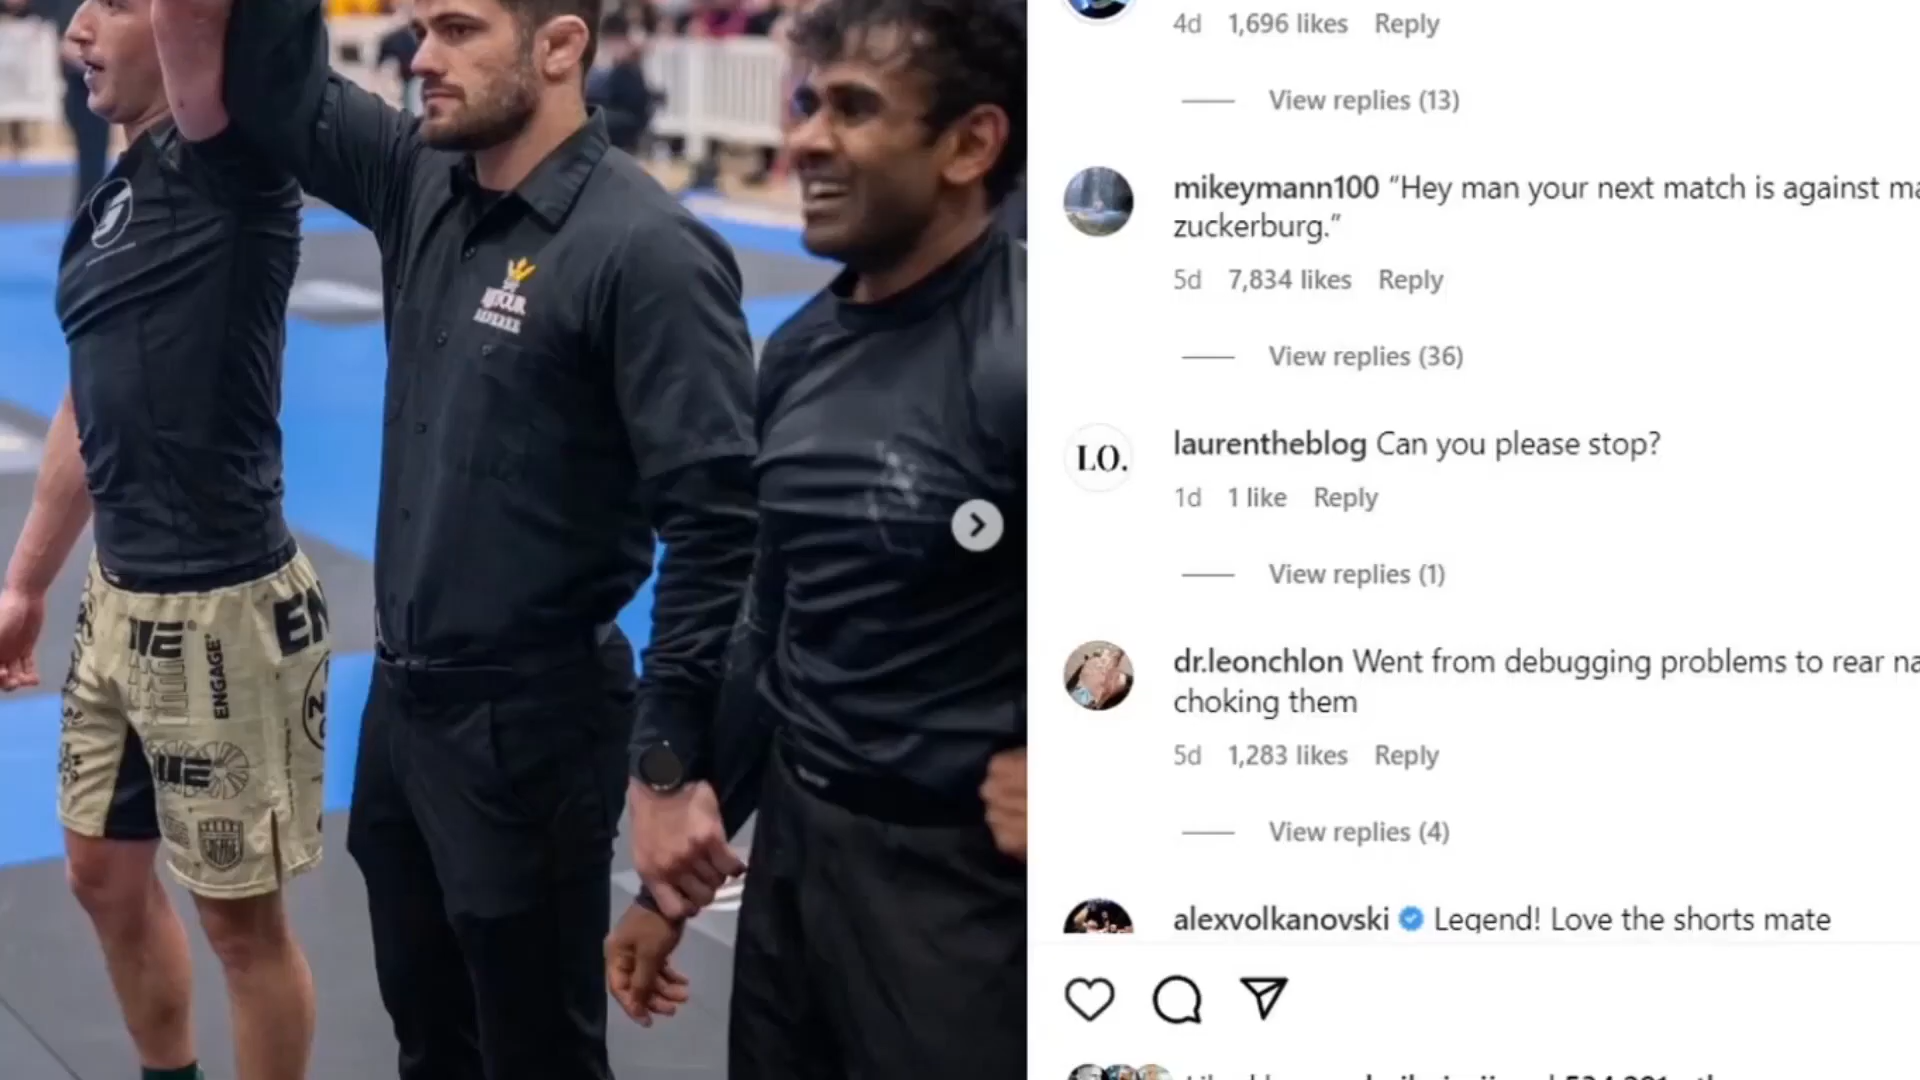 4d 1,696 likes Reply
View replies (13)
mikeymann100 “Hey man your next match is against ma
zuckerburg.”
5d 7,834 likes Reply
View replies (36)
LO.
laurentheblog Can you please stop?
1d 1 like Reply
View replies (1)
dr.leonchlon Went from debugging problems to rear na
choking them
5d 1,283 likes Reply
View replies (4)
alexvolkanovski Legend! Love the shorts mate
REFEREE
EN
ENGAGE